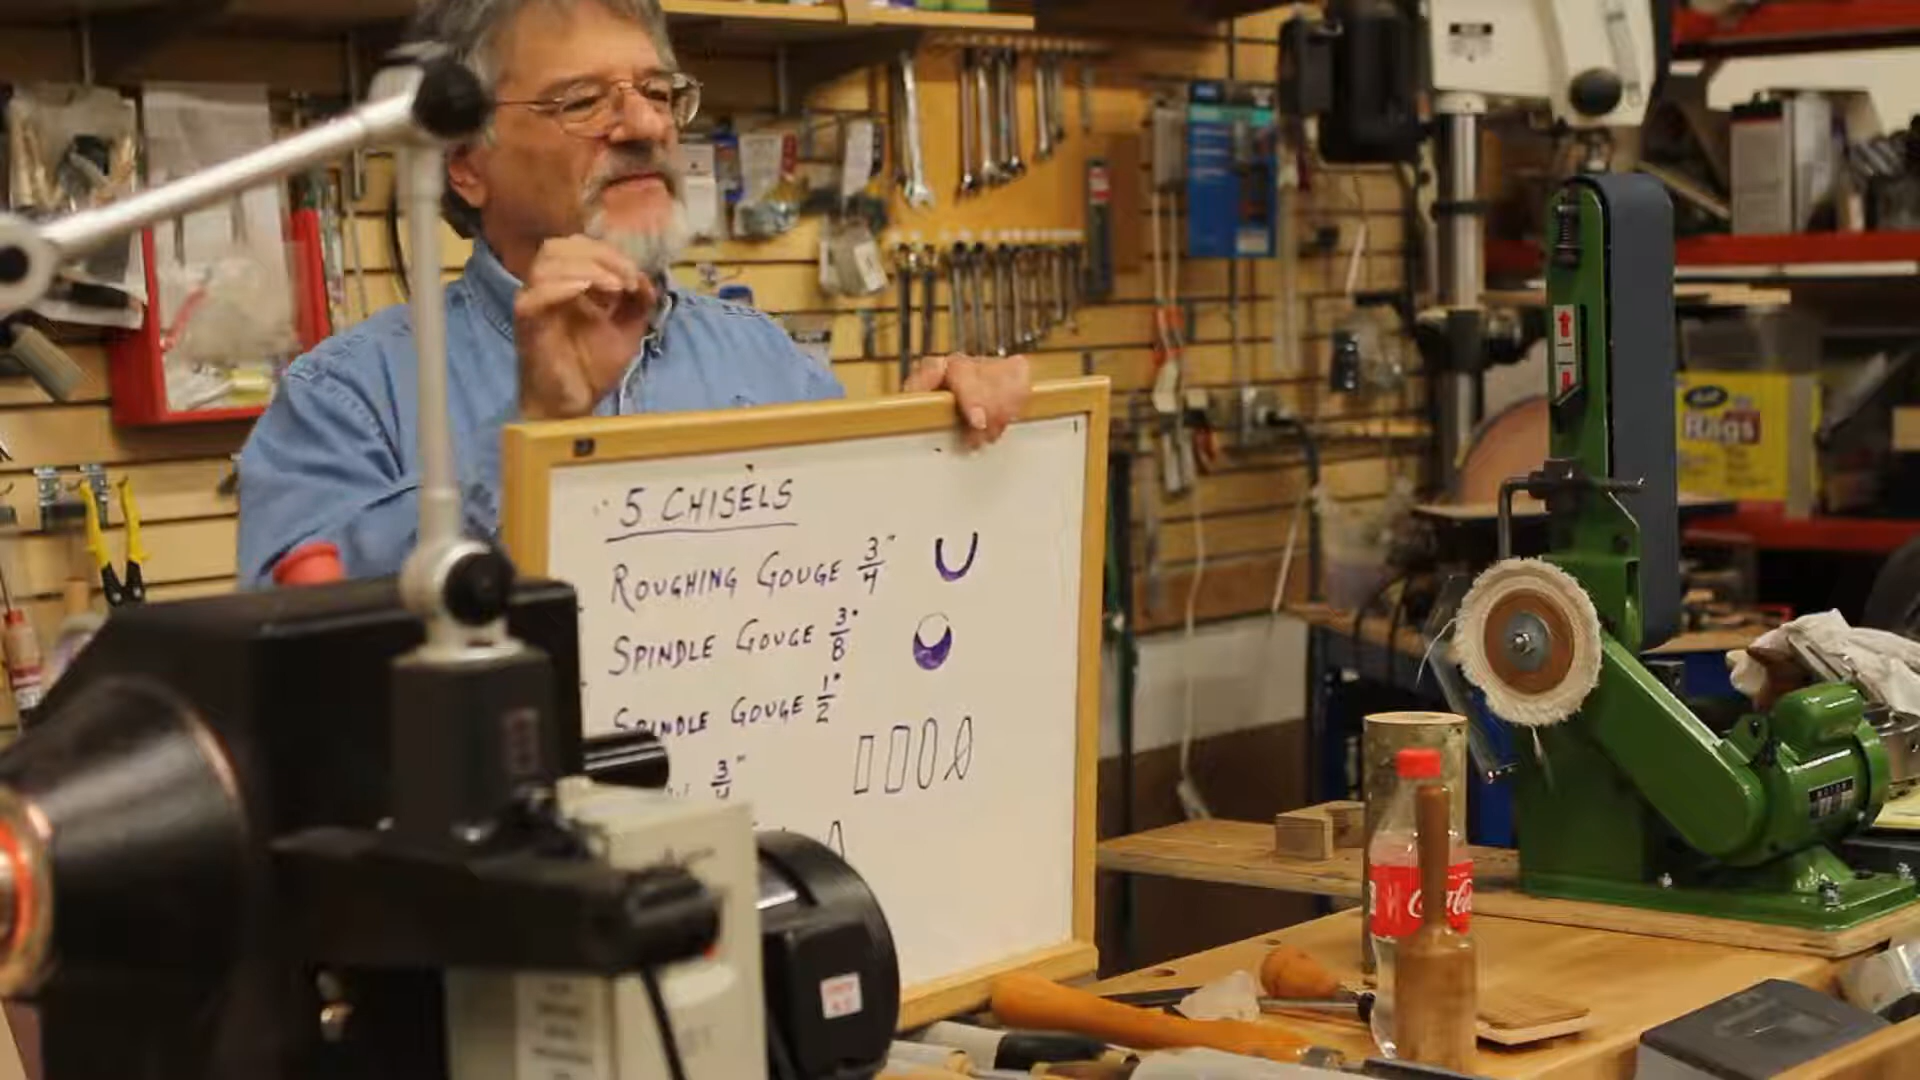 5 CHISELS
ROUGHING GOUGE 3/4"
SPINDLE GOUGE 3/8"
SPINDLE GOUGE 1/2"
3/4"
Rags
Coca-Cola